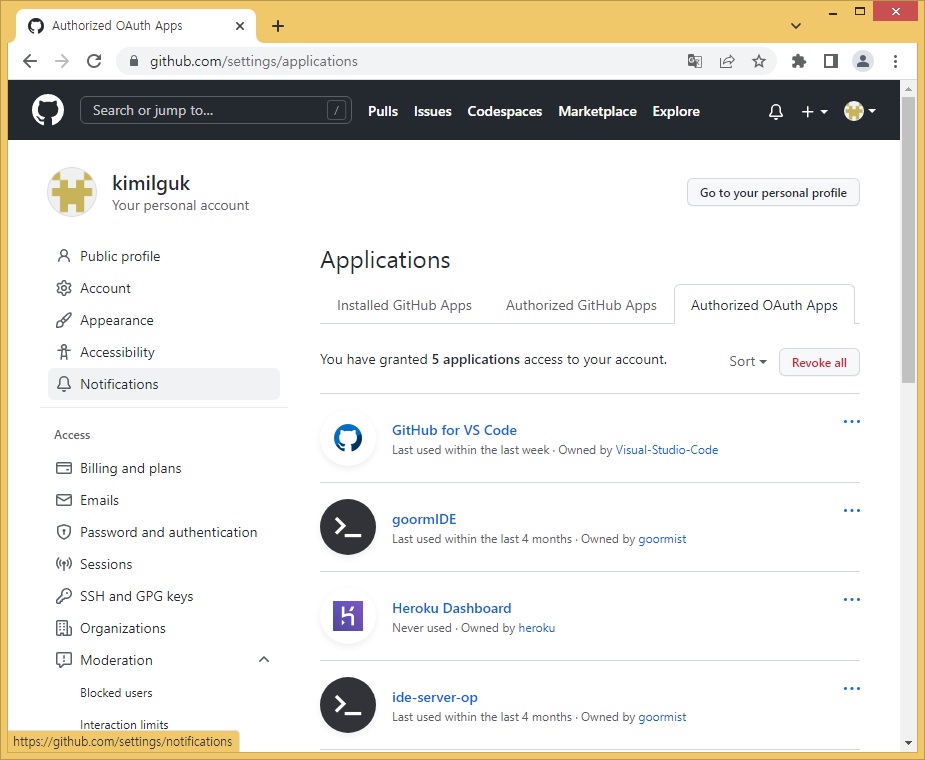 Authorized OAuth Apps
github.com/settings/applications
Search or jump to...
/
Pulls Issues Codespaces Marketplace Explore
kimilguk
Your personal account
Go to your personal profile
Public profile
Account
Appearance
Accessibility
Notifications
Access
Billing and plans
Emails
Password and authentication
Sessions
SSH and GPG keys
Organizations
Moderation
Blocked users
Interaction limits
https://github.com/settings/notifications
Applications
Installed GitHub Apps Authorized GitHub Apps Authorized OAuth Apps
You have granted 5 applications access to your account.
Sort
Revoke all
GitHub for VS Code
Last used within the last week · Owned by Visual-Studio-Code
goormIDE
Last used within the last 4 months · Owned by goormist
Heroku Dashboard
Never used · Owned by heroku
ide-server-op
Last used within the last 4 months · Owned by goormist